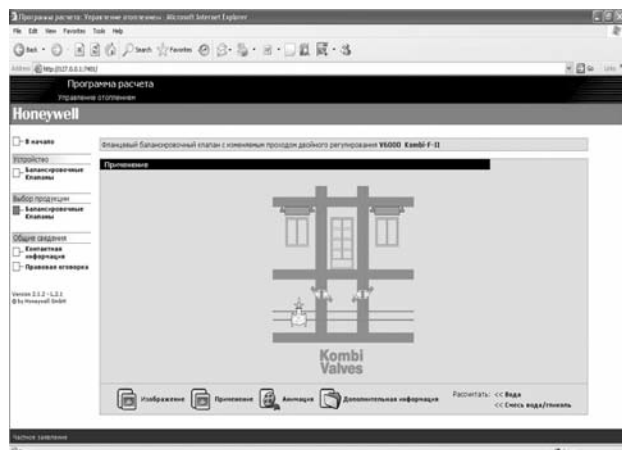 Программа расчета: Управление отоплением - Microsoft Internet Explorer
File Edit View Favorites Tools Help
Back Search Favorites
Address http://127.0.0.1:7401/ Go Links
Программа расчета
Управление отоплением
Honeywell
В начало
Фланцевый балансировочный клапан с изменяемым проходом двойного регулирования V6000 Kombi-F-II
Применение
Устройство
Балансировочные
Клапаны
Выбор продукции
Балансировочные
Клапаны
Общие сведения
Контактная
информация
Правовая оговорка
Version 2.1.2 - L.2.1
© by Honeywell GmbH
Kombi
Valves
Изображение Применение Анимация Дополнительная информация
Рассчитать: << Вода
<< Смесь вода/гликоль
Частное заявление